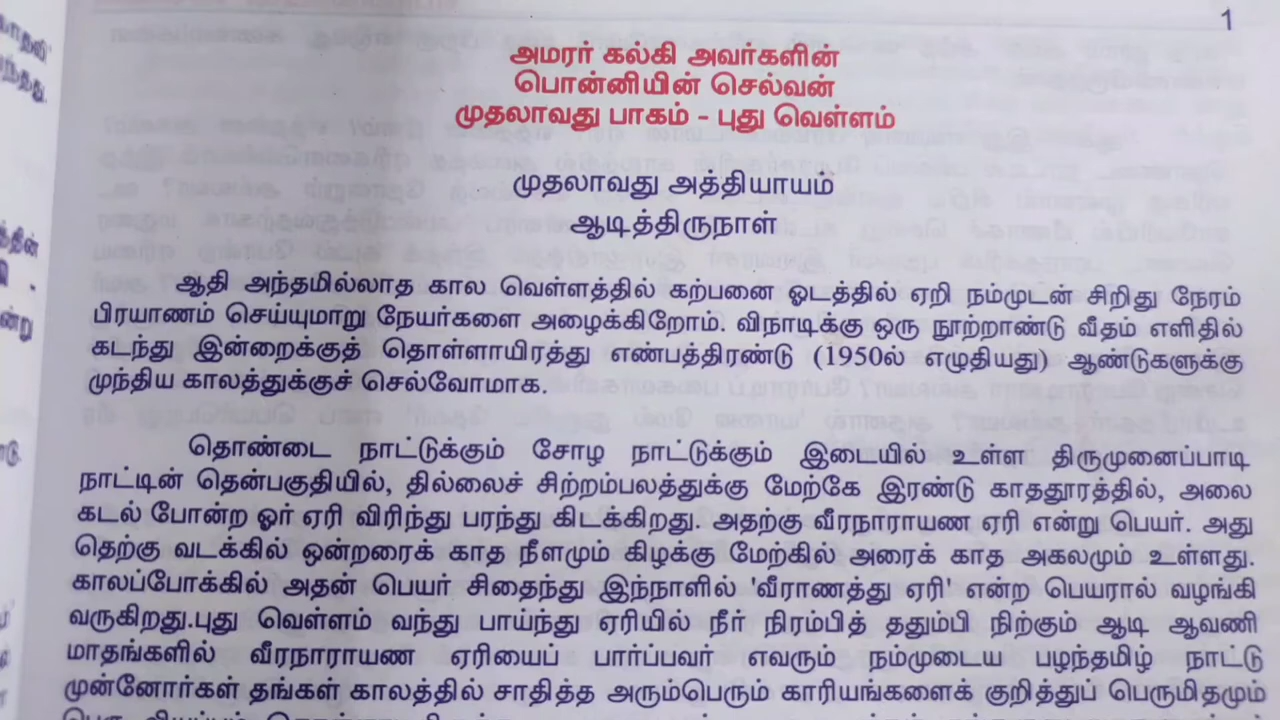 1
அமரர் கல்கி அவர்களின்
பொன்னியின் செல்வன்
முதலாவது பாகம் - புது வெள்ளம்
முதலாவது அத்தியாயம்
ஆடித்திருநாள்
ஆதி அந்தமில்லாத கால வெள்ளத்தில் கற்பனை ஓடத்தில் ஏறி நம்முடன் சிறிது நேரம்
பிரயாணம் செய்யுமாறு நேயர்களை அழைக்கிறோம். விநாடிக்கு ஒரு நூற்றாண்டு வீதம் எளிதில்
கடந்து இன்றைக்குத் தொள்ளாயிரத்து எண்பத்திரண்டு (1950ல் எழுதியது) ஆண்டுகளுக்கு
முந்திய காலத்துக்குச் செல்வோமாக.
தொண்டை நாட்டுக்கும் சோழ நாட்டுக்கும் இடையில் உள்ள திருமுனைப்பாடி
நாட்டின் தென்பகுதியில், தில்லைச் சிற்றம்பலத்துக்கு மேற்கே இரண்டு காததூரத்தில், அலை
கடல் போன்ற ஓர் ஏரி விரிந்து பரந்து கிடக்கிறது. அதற்கு வீரநாராயண ஏரி என்று பெயர். அது
தெற்கு வடக்கில் ஒன்றரைக் காத நீளமும் கிழக்கு மேற்கில் அரைக் காத அகலமும் உள்ளது.
காலப்போக்கில் அதன் பெயர் சிதைந்து இந்நாளில் 'வீராணத்து ஏரி' என்ற பெயரால் வழங்கி
வருகிறது.புது வெள்ளம் வந்து பாய்ந்து ஏரியில் நீர் நிரம்பித் ததும்பி நிற்கும் ஆடி ஆவணி
மாதங்களில் வீரநாராயண ஏரியைப் பார்ப்பவர் எவரும் நம்முடைய பழந்தமிழ் நாட்டு
முன்னோர்கள் தங்கள் காலத்தில் சாதித்த அரும்பெரும் காரியங்களைக் குறித்துப் பெருமிதமும்